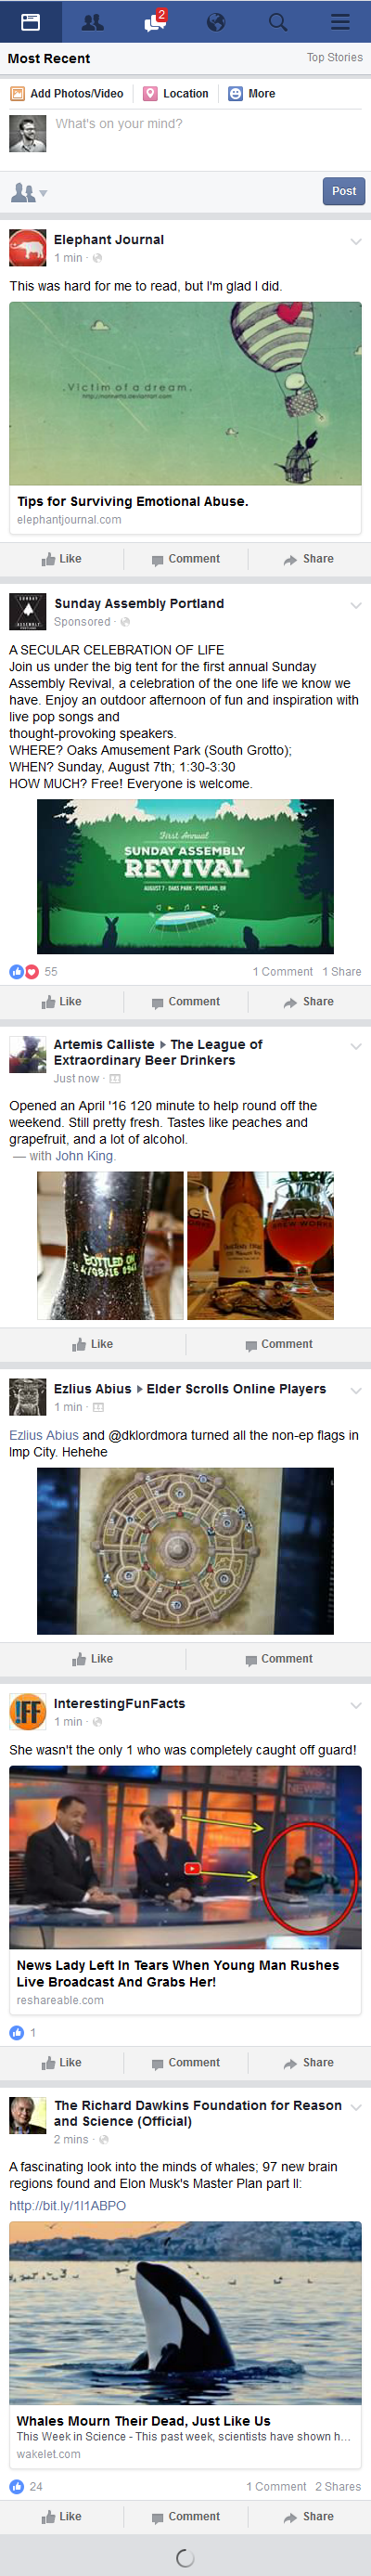 2
Most Recent
Top Stories
Add Photos/Video
Location
More
What's on your mind?
Post
Elephant Journal
1 min ·
This was hard for me to read, but I'm glad I did.
.Victim of a dream.
Tips for Surviving Emotional Abuse.
elephantjournal.com
Like
Comment
Share
SUNDAY
ASSEMBLY
Sunday Assembly Portland
Sponsored ·
A SECULAR CELEBRATION OF LIFE
Join us under the big tent for the first annual Sunday
Assembly Revival, a celebration of the one life we know we
have. Enjoy an outdoor afternoon of fun and inspiration with
live pop songs and
thought-provoking speakers.
WHERE? Oaks Amusement Park (South Grotto);
WHEN? Sunday, August 7th; 1:30-3:30
HOW MUCH? Free! Everyone is welcome.
First Annual
SUNDAY ASSEMBLY
REVIVAL
AUGUST 7 · OAKS PARK · PORTLAND, OR
55
1 Comment 1 Share
Like
Comment
Share
Artemis Calliste ▸ The League of
Extraordinary Beer Drinkers
Just now ·
Opened an April '16 120 minute to help round off the
weekend. Still pretty fresh. Tastes like peaches and
grapefruit, and a lot of alcohol.
— with John King.
BOTTLED ON
Like
Comment
Ezlius Abius ▸ Elder Scrolls Online Players
1 min ·
Ezlius Abius and @dklordmora turned all the non-ep flags in
Imp City. Hehehe
Like
Comment
!FF
InterestingFunFacts
1 min ·
She wasn't the only 1 who was completely caught off guard!
News Lady Left In Tears When Young Man Rushes
Live Broadcast And Grabs Her!
reshareable.com
1
Like
Comment
Share
The Richard Dawkins Foundation for Reason
and Science (Official)
2 mins ·
A fascinating look into the minds of whales; 97 new brain
regions found and Elon Musk's Master Plan part II:
http://bit.ly/1I1ABPO
Whales Mourn Their Dead, Just Like Us
This Week in Science - This past week, scientists have shown h...
wakelet.com
24
1 Comment 2 Shares
Like
Comment
Share